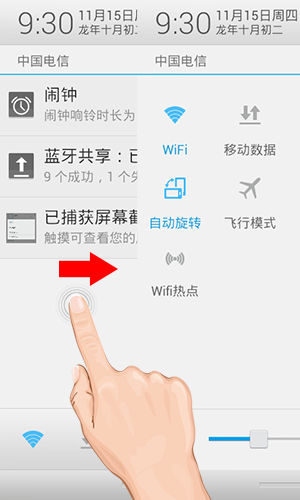 9:30
11月15日
龙年十月初二
中国电信
闹钟
闹钟响铃时长为
蓝牙共享：已
9 个成功，1 个失
已捕获屏幕截
触摸可查看您的
9:30
11月15日周四
龙年十月初二
中国电信
WiFi
移动数据
自动旋转
飞行模式
Wifi热点